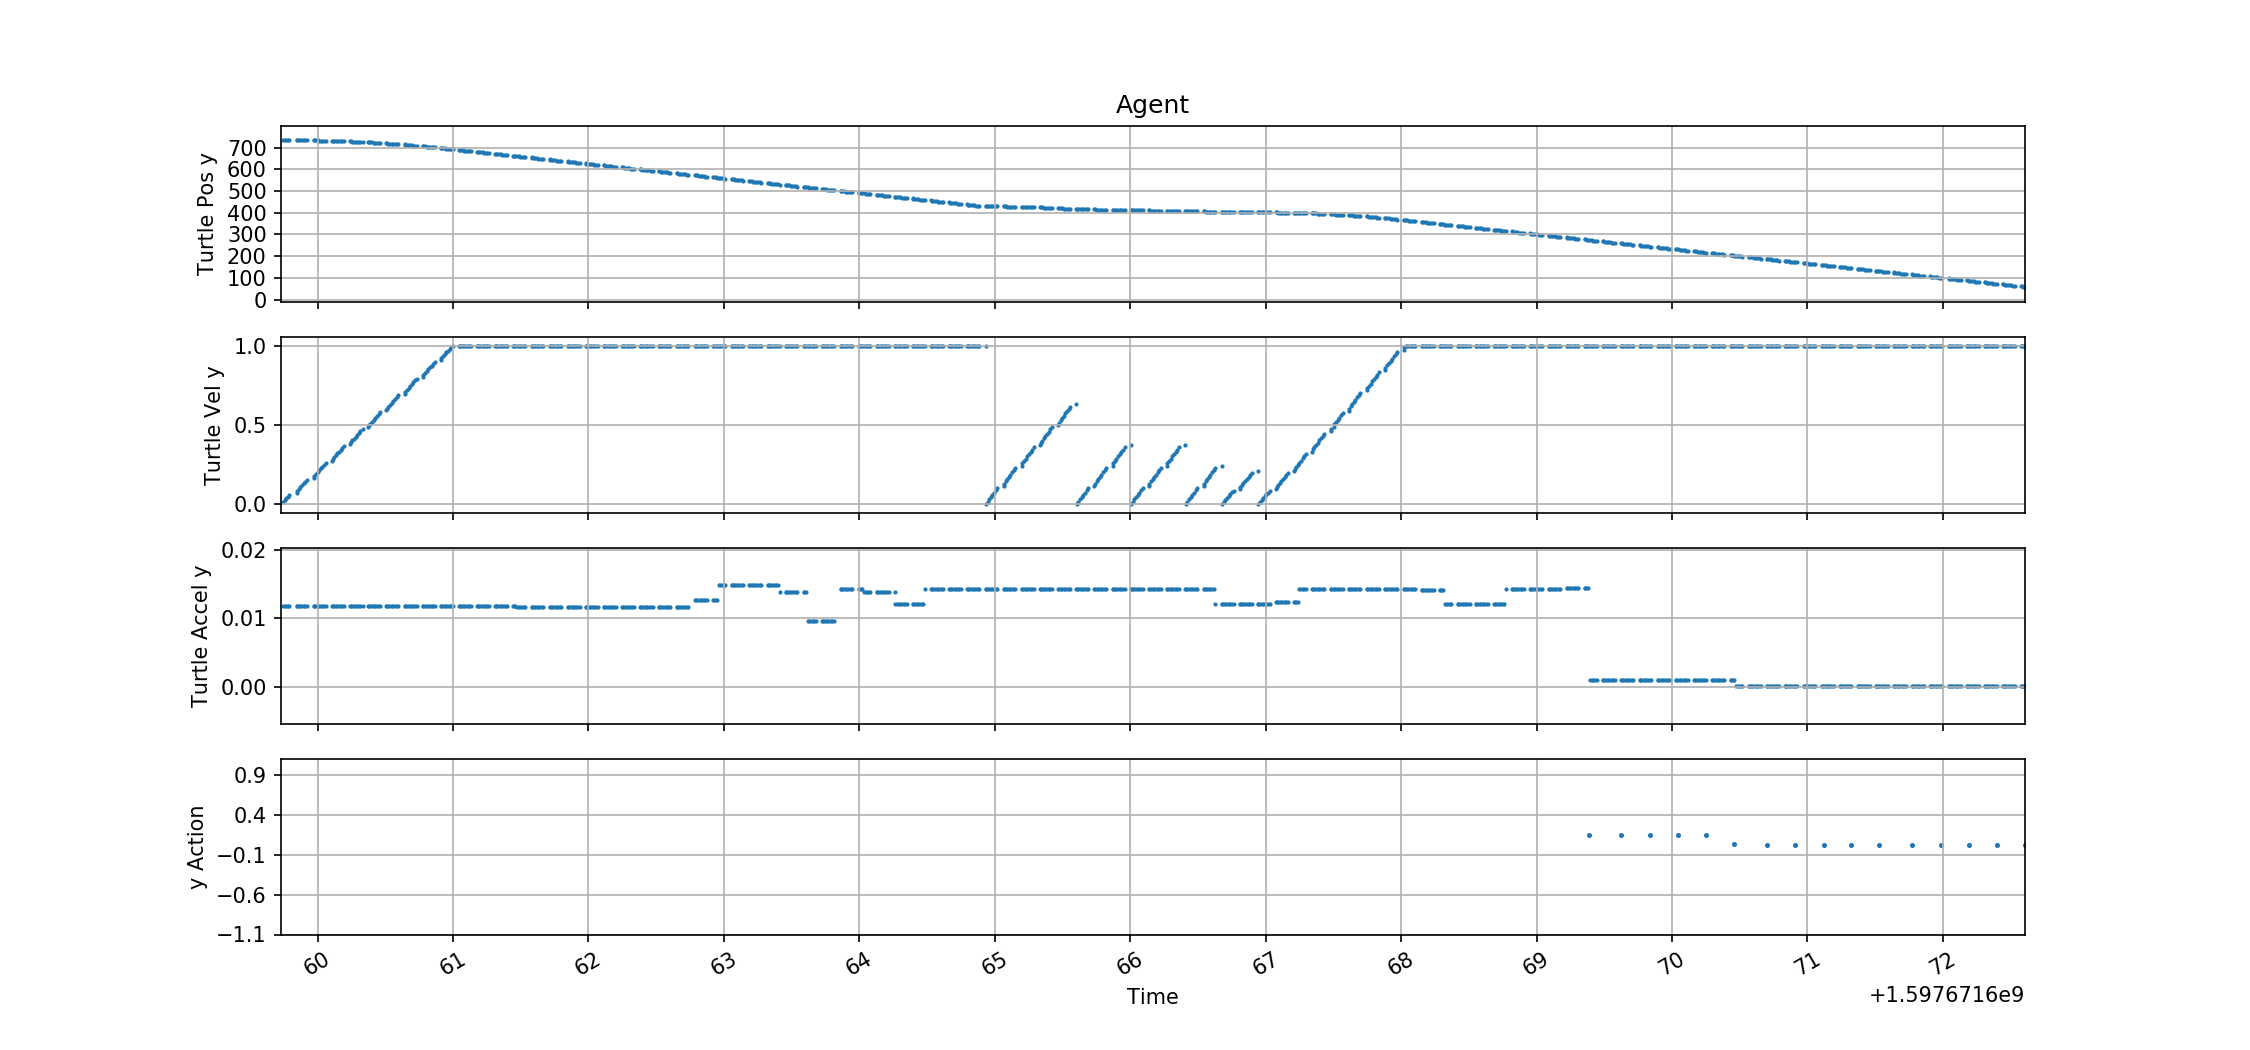 Agent
Turtle Pos y
700
600
500
400
300
200
100
0
Turtle Vel y
1.0
0.5
0.0
Turtle Accel y
0.02
0.01
0.00
y Action
0.9
0.4
−0.1
−0.6
−1.1
60 61 62 63 64 65 66 67 68 69 70 71 72
Time
+1.5976716e9